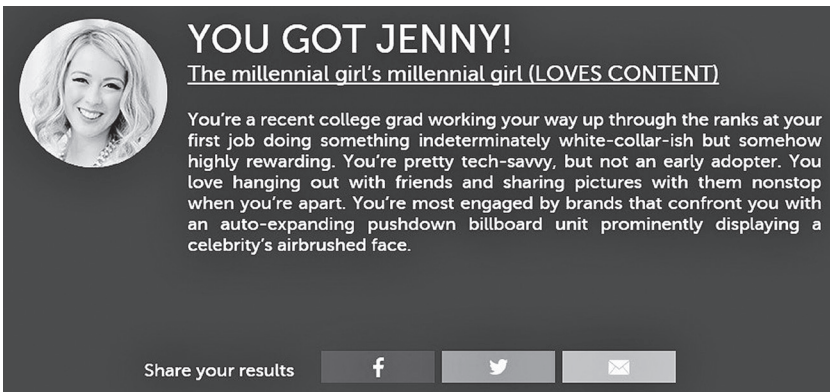 YOU GOT JENNY!
The millennial girl's millennial girl (LOVES CONTENT)
You're a recent college grad working your way up through the ranks at your
first job doing something indeterminately white-collar-ish but somehow
highly rewarding. You're pretty tech-savvy, but not an early adopter. You
love hanging out with friends and sharing pictures with them nonstop
when you're apart. You're most engaged by brands that confront you with
an auto-expanding pushdown billboard unit prominently displaying a
celebrity's airbrushed face.
Share your results